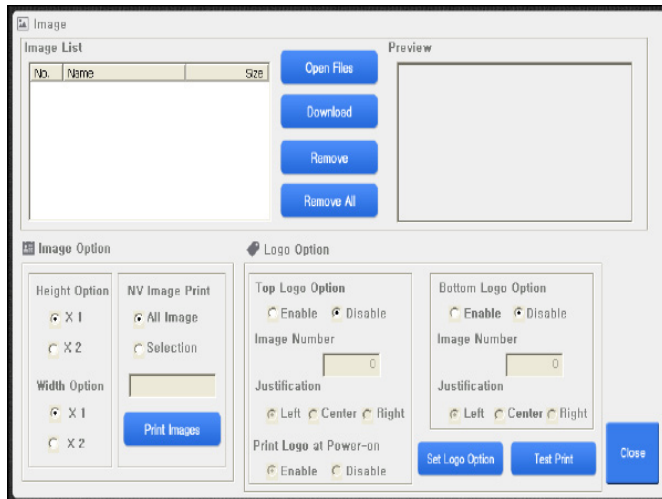 Image
Image List
Preview
No. Name Size
Open Files
Download
Remove
Remove All
Image Option
Logo Option
Height Option
X 1
X 2
Width Option
X 1
X 2
NV Image Print
All Image
Selection
Print Images
Top Logo Option
Enable Disable
Image Number
0
Justification
Left Center Right
Print Logo at Power-on
Enable Disable
Bottom Logo Option
Enable Disable
Image Number
0
Justification
Left Center Right
Set Logo Option
Test Print
Close